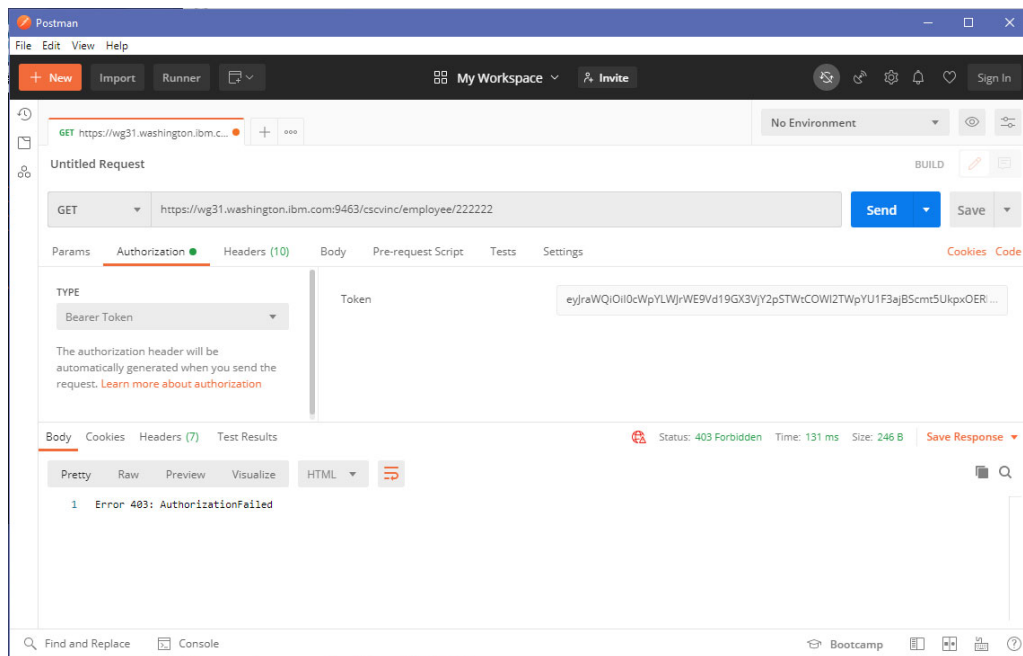 Postman
File Edit View Help
+ New Import Runner My Workspace Invite Sign In
GET https://wg31.washington.ibm.c... + ooo No Environment
Untitled Request BUILD
GET https://wg31.washington.ibm.com:9463/cscvinc/employee/222222 Send Save
Params Authorization Headers (10) Body Pre-request Script Tests Settings Cookies Code
TYPE
Bearer Token
The authorization header will be
automatically generated when you send the
request. Learn more about authorization
Token
Body Cookies Headers (7) Test Results Status: 403 Forbidden Time: 131 ms Size: 246 B Save Response
Pretty Raw Preview Visualize HTML
1 Error 403: AuthorizationFailed
Find and Replace Console Bootcamp